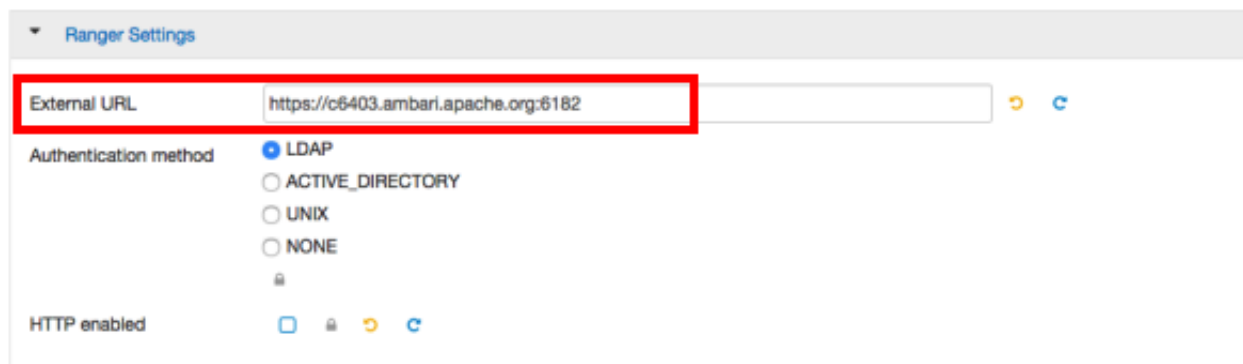 Ranger Settings
External URL https://c6403.ambari.apache.org:6182
Authentication method LDAP
ACTIVE_DIRECTORY
UNIX
NONE
HTTP enabled